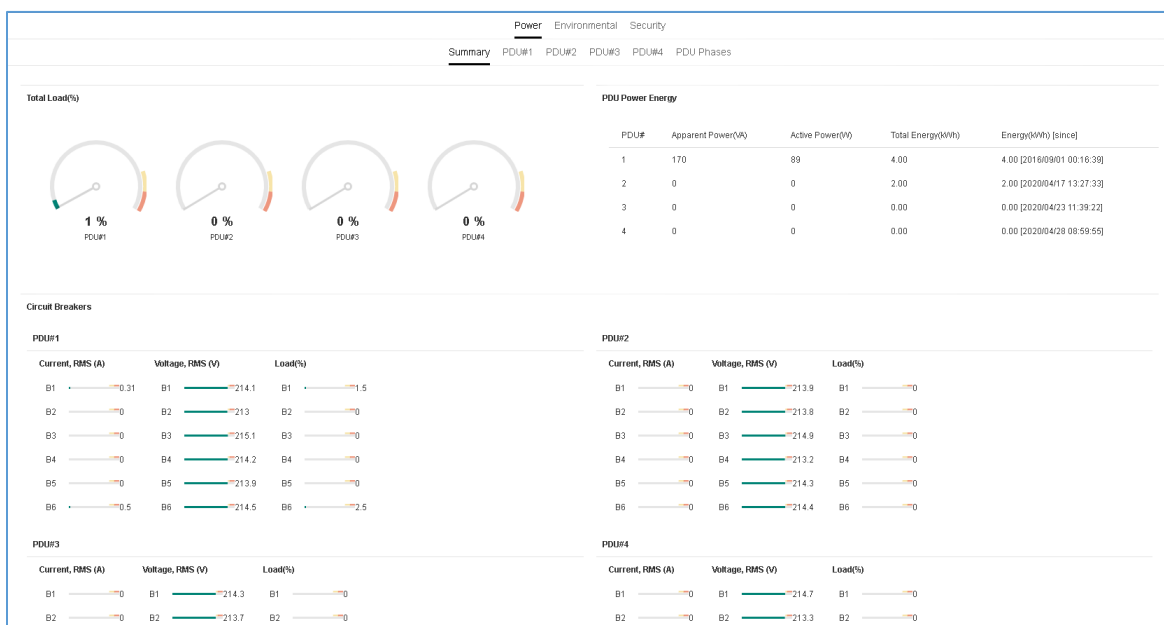 Power Environmental Security
Summary PDU#1 PDU#2 PDU#3 PDU#4 PDU Phases
Total Load(%)
1 %
PDU#1
0 %
PDU#2
0 %
PDU#3
0 %
PDU#4
PDU Power Energy
PDU# Apparent Power(VA) Active Power(W) Total Energy(kWh) Energy(kWh) [since]
1 170 89 4.00 4.00 [2016/09/01 00:16:39]
2 0 0 2.00 2.00 [2020/04/17 13:27:33]
3 0 0 0.00 0.00 [2020/04/23 11:39:22]
4 0 0 0.00 0.00 [2020/04/28 08:59:55]
Circuit Breakers
PDU#1
Current, RMS (A) Voltage, RMS (V) Load(%)
B1 0.31 B1 214.1 B1 1.5
B2 0 B2 213 B2 0
B3 0 B3 215.1 B3 0
B4 0 B4 214.2 B4 0
B5 0 B5 213.9 B5 0
B6 0.5 B6 214.5 B6 2.5
PDU#2
Current, RMS (A) Voltage, RMS (V) Load(%)
B1 0 B1 213.9 B1 0
B2 0 B2 213.8 B2 0
B3 0 B3 214.9 B3 0
B4 0 B4 213.2 B4 0
B5 0 B5 214.3 B5 0
B6 0 B6 214.4 B6 0
PDU#3
Current, RMS (A) Voltage, RMS (V) Load(%)
B1 0 B1 214.3 B1 0
B2 0 B2 213.7 B2 0
PDU#4
Current, RMS (A) Voltage, RMS (V) Load(%)
B1 0 B1 214.7 B1 0
B2 0 B2 213.3 B2 0